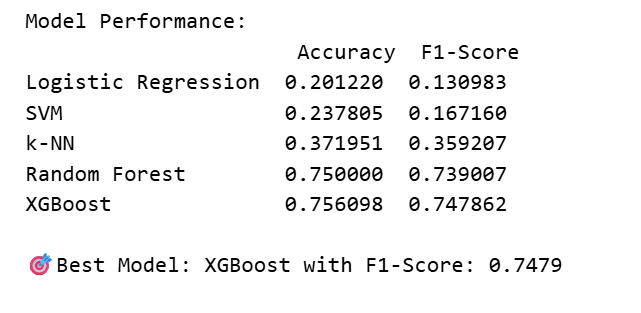 Model Performance:
Accuracy F1-Score
Logistic Regression 0.201220 0.130983
SVM 0.237805 0.167160
k-NN 0.371951 0.359207
Random Forest 0.750000 0.739007
XGBoost 0.756098 0.747862
🎯Best Model: XGBoost with F1-Score: 0.7479